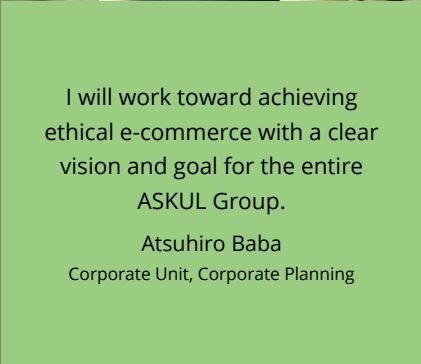 I will work toward achieving
ethical e-commerce with a clear
vision and goal for the entire
ASKUL Group.
Atsuhiro Baba
Corporate Unit, Corporate Planning